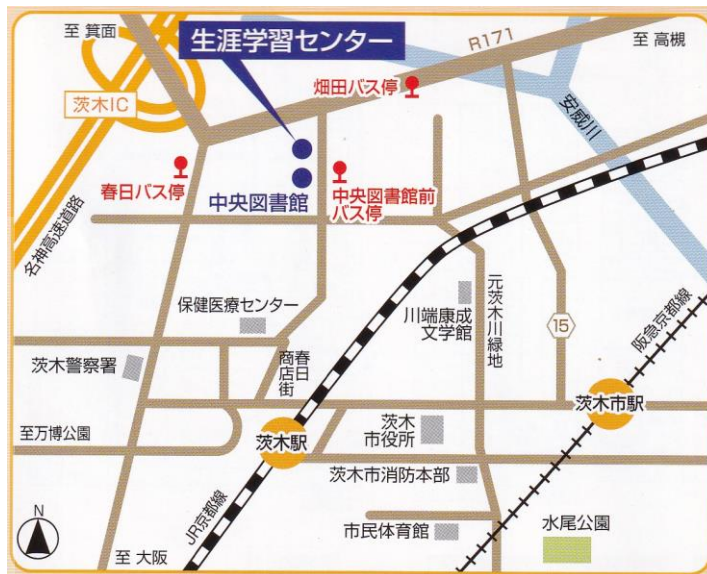 至 箕面
生涯学習センター
R171
至 高槻
畑田バス停
茨木IC
安威川
春日バス停
中央図書館
中央図書館前
バス停
名神高速道路
保健医療センター
川端康成
文学館
元茨木川緑地
15
阪急京都線
茨木警察署
春日
商店街
茨木市駅
至万博公園
茨木駅
茨木
市役所
茨木市消防本部
JR京都線
市民体育館
水尾公園
N
至 大阪